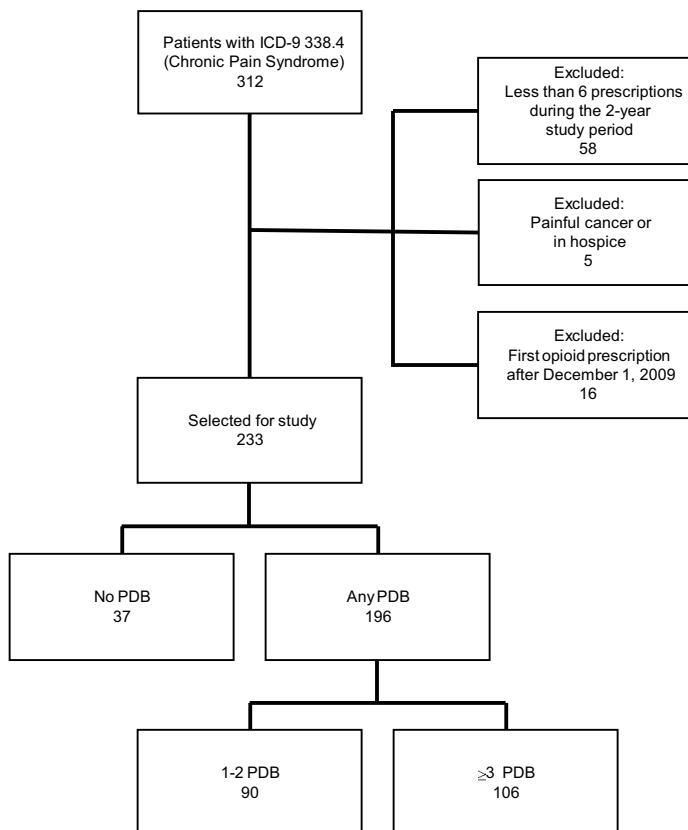 Patients with ICD-9 338.4
(Chronic Pain Syndrome)
312
Excluded:
Less than 6 prescriptions
during the 2-year
study period
58
Excluded:
Painful cancer or
in hospice
5
Excluded:
First opioid prescription
after December 1, 2009
16
Selected for study
233
No PDB
37
Any PDB
196
1-2 PDB
90
≥3 PDB
106